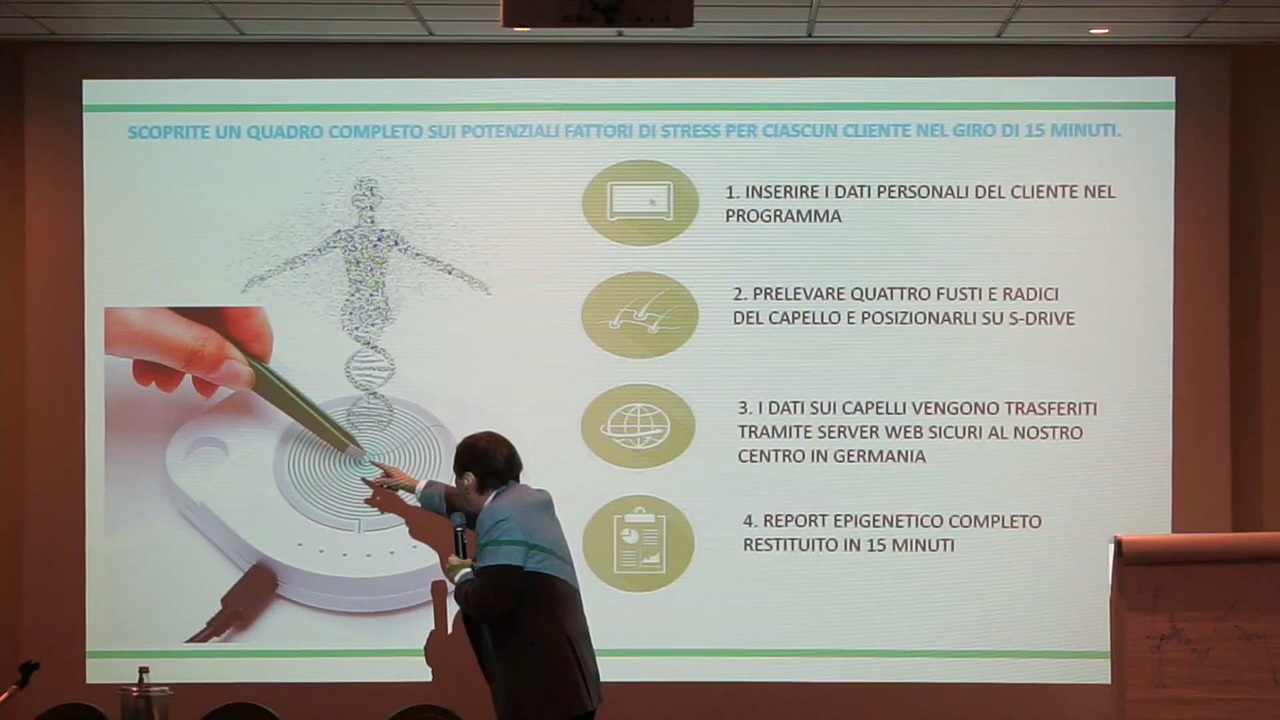 SCOPRITE UN QUADRO COMPLETO SUI POTENZIALI FATTORI DI STRESS PER CIASCUN CLIENTE NEL GIRO DI 15 MINUTI.
1. INSERIRE I DATI PERSONALI DEL CLIENTE NEL
PROGRAMMA
2. PRELEVARE QUATTRO FUSTI E RADICI
DEL CAPELLO E POSIZIONARLI SU S-DRIVE
3. I DATI SUI CAPELLI VENGONO TRASFERITI
TRAMITE SERVER WEB SICURI AL NOSTRO
CENTRO IN GERMANIA
4. REPORT EPIGENETICO COMPLETO
RESTITUITO IN 15 MINUTI